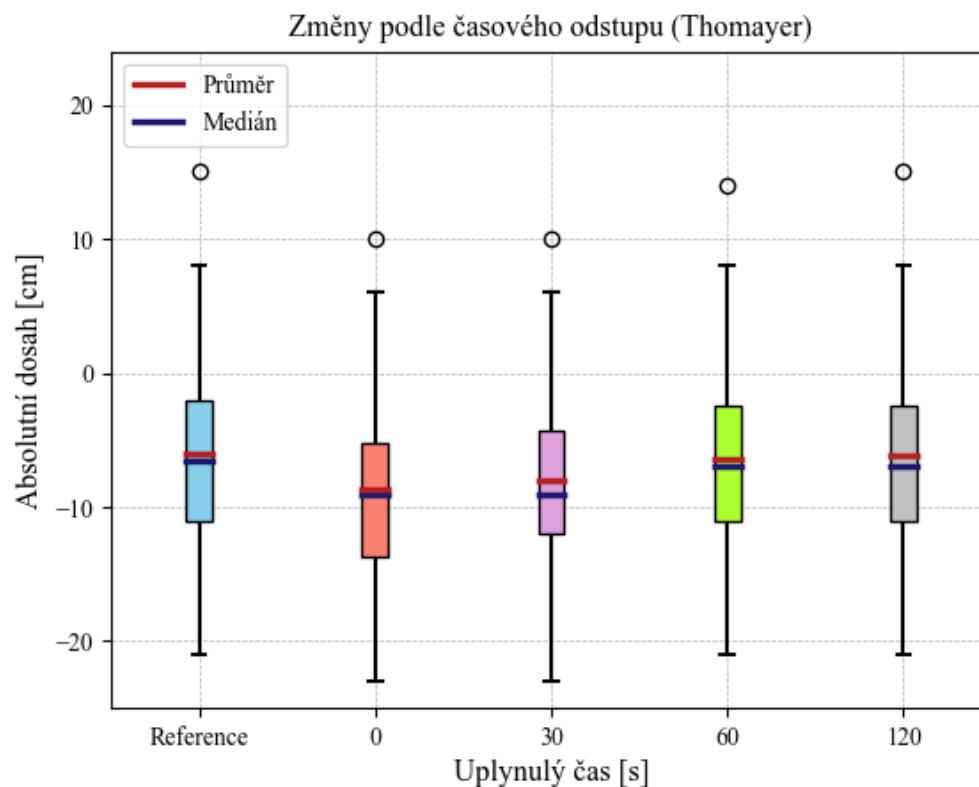 Změny podle časového odstupu (Thomayer)
Průměr
Medián
Absolutní dosah [cm]
20
10
0
−10
−20
Reference
0
30
60
120
Uplynulý čas [s]